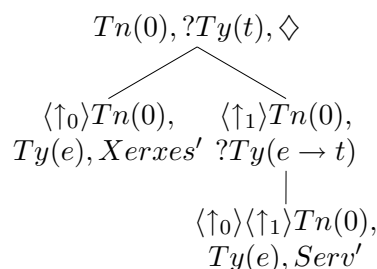 Tn(0), ?Ty(t), ◇
⟨↑₀⟩Tn(0), ⟨↑₁⟩Tn(0),
Ty(e), Xerxes′ ?Ty(e → t)
⟨↑₀⟩⟨↑₁⟩Tn(0),
Ty(e), Serv′